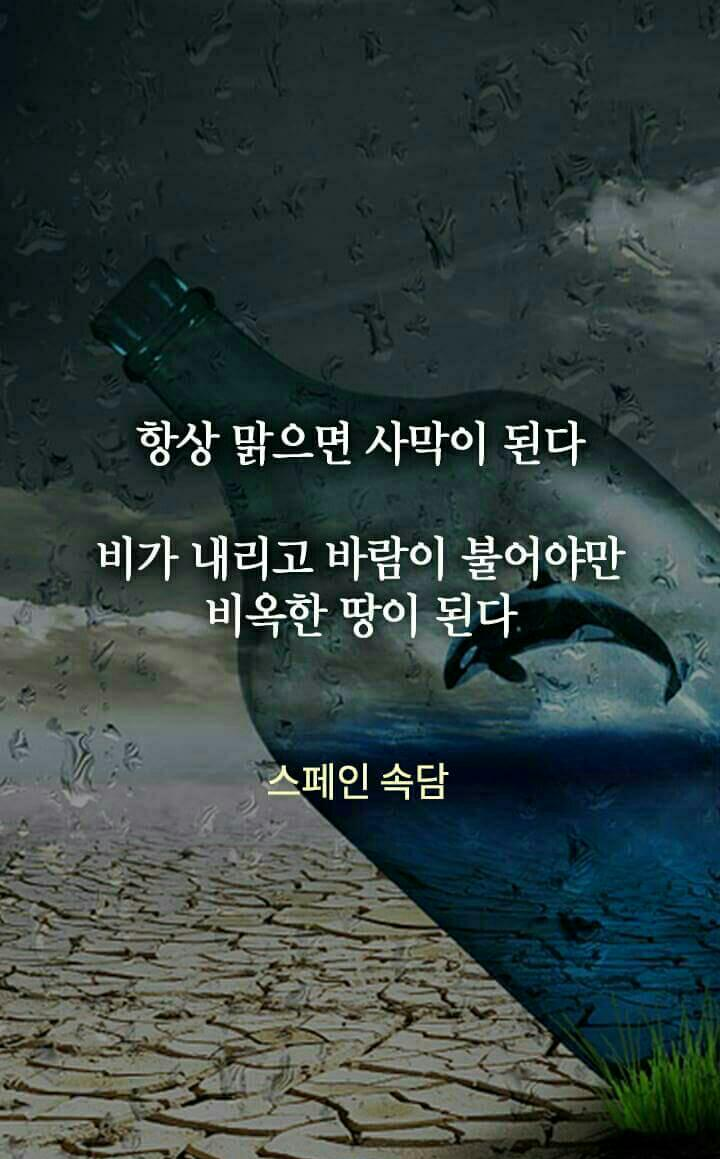 항상 맑으면 사막이 된다
비가 내리고 바람이 불어야만
비옥한 땅이 된다
스페인 속담